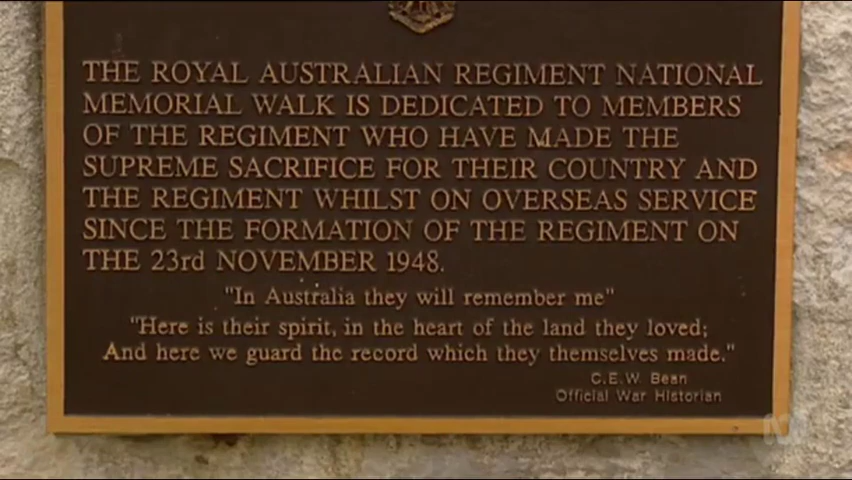 THE ROYAL AUSTRALIAN REGIMENT NATIONAL
MEMORIAL WALK IS DEDICATED TO MEMBERS
OF THE REGIMENT WHO HAVE MADE THE
SUPREME SACRIFICE FOR THEIR COUNTRY AND
THE REGIMENT WHILST ON OVERSEAS SERVICE
SINCE THE FORMATION OF THE REGIMENT ON
THE 23rd NOVEMBER 1948.
"In Australia they will remember me"
"Here is their spirit, in the heart of the land they loved;
And here we guard the record which they themselves made."
C.E.W. Bean
Official War Historian